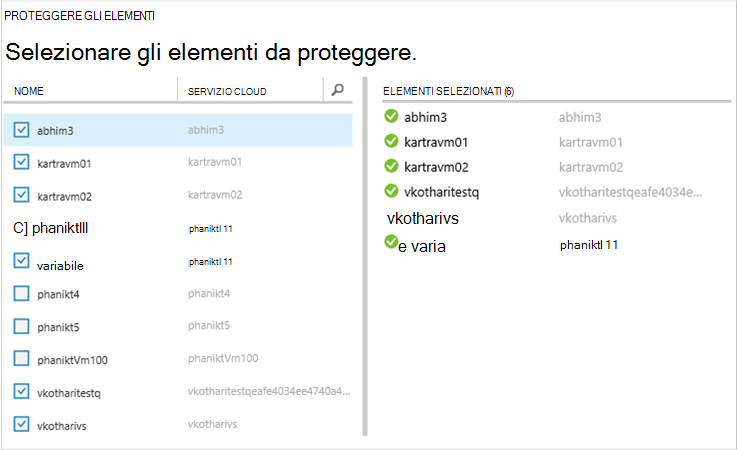 PROTEGGERE GLI ELEMENTI
Selezionare gli elementi da proteggere.
NOME SERVIZIO CLOUD
abhim3 abhim3
kartravm01 kartravm01
kartravm02 kartravm02
C] phaniktlll phaniktl 11
variabile phaniktl 11
phanikt4 phanikt4
phanikt5 phanikt5
phaniktVm100 phaniktVm100
vkotharitestq vkotharitestqeafe4034ee4740a4...
vkotharivs vkotharivs
ELEMENTI SELEZIONATI (6)
abhim3 abhim3
kartravm01 kartravm01
kartravm02 kartravm02
vkotharitestq vkotharitestqeafe4034e...
vkotharivs vkotharivs
e varia phaniktl 11